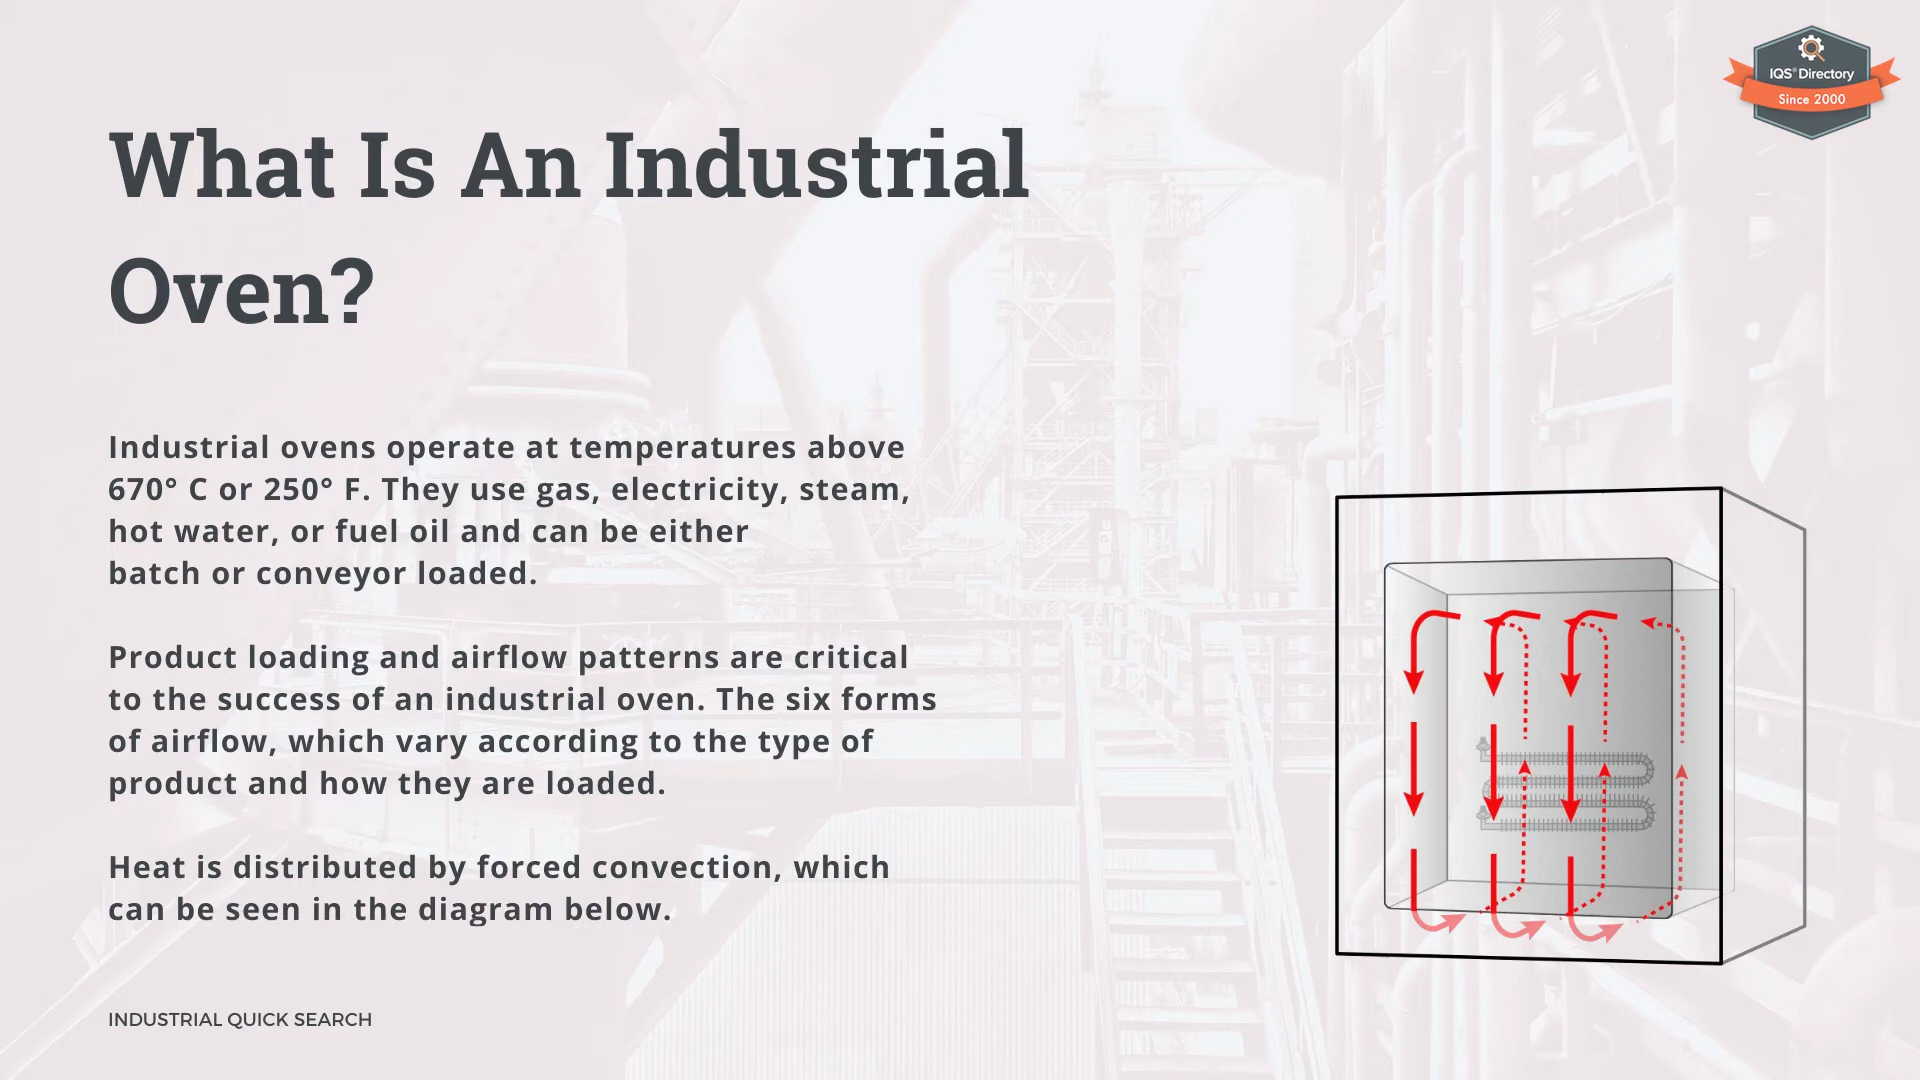 IQS® Directory
Since 2000
What Is An Industrial
Oven?
Industrial ovens operate at temperatures above
670° C or 250° F. They use gas, electricity, steam,
hot water, or fuel oil and can be either
batch or conveyor loaded.
Product loading and airflow patterns are critical
to the success of an industrial oven. The six forms
of airflow, which vary according to the type of
product and how they are loaded.
Heat is distributed by forced convection, which
can be seen in the diagram below.
INDUSTRIAL QUICK SEARCH